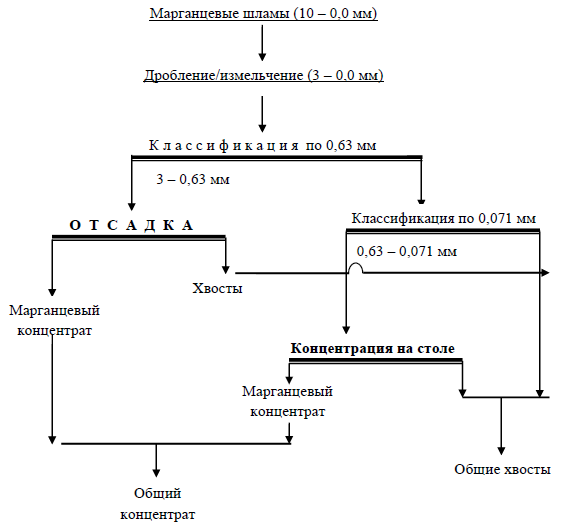 Марганцевые шламы (10 – 0,0 мм)
Дробление/измельчение (3 – 0,0 мм)
К л а с с и ф и к а ц и я по 0,63 мм
3 – 0,63 мм
О Т С А Д К А
Классификация по 0,071 мм
0,63 – 0,071 мм
Хвосты
Марганцевый
концентрат
Концентрация на столе
Марганцевый
концентрат
Общие хвосты
Общий
концентрат